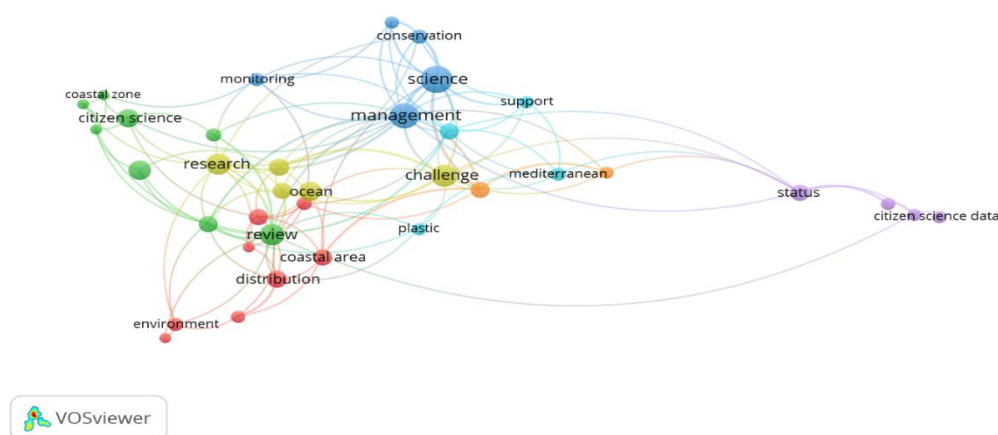 conservation
science
monitoring
coastal zone
support
citizen science
management
research
challenge
mediterranean
ocean
status
citizen science data
plastic
review
coastal area
distribution
environment
VOSviewer